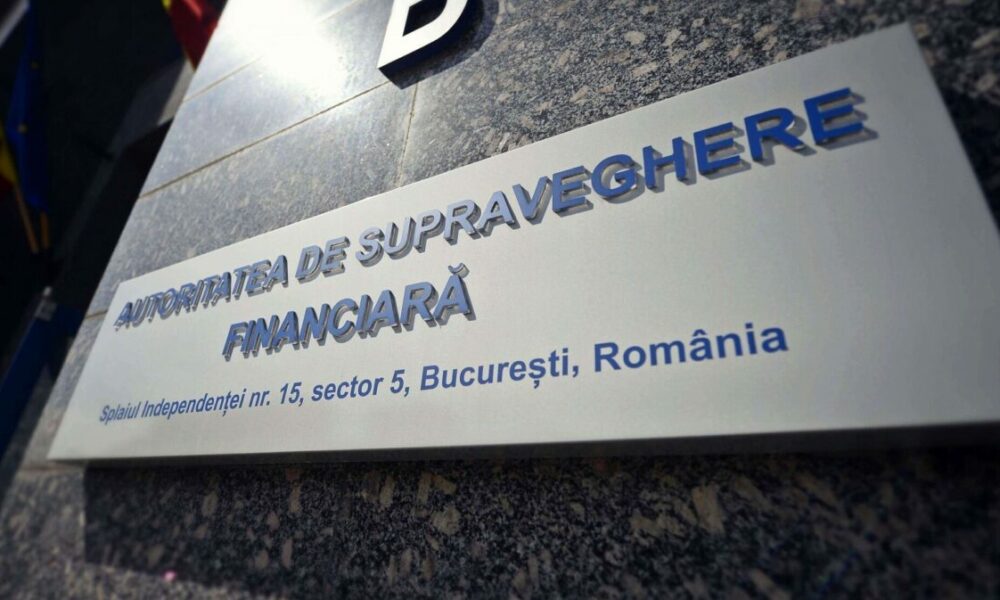 AUTORITATEA DE SUPRAVEGHERE
FINANCIARĂ
Splaiul Independenței nr. 15, sector 5, București, România